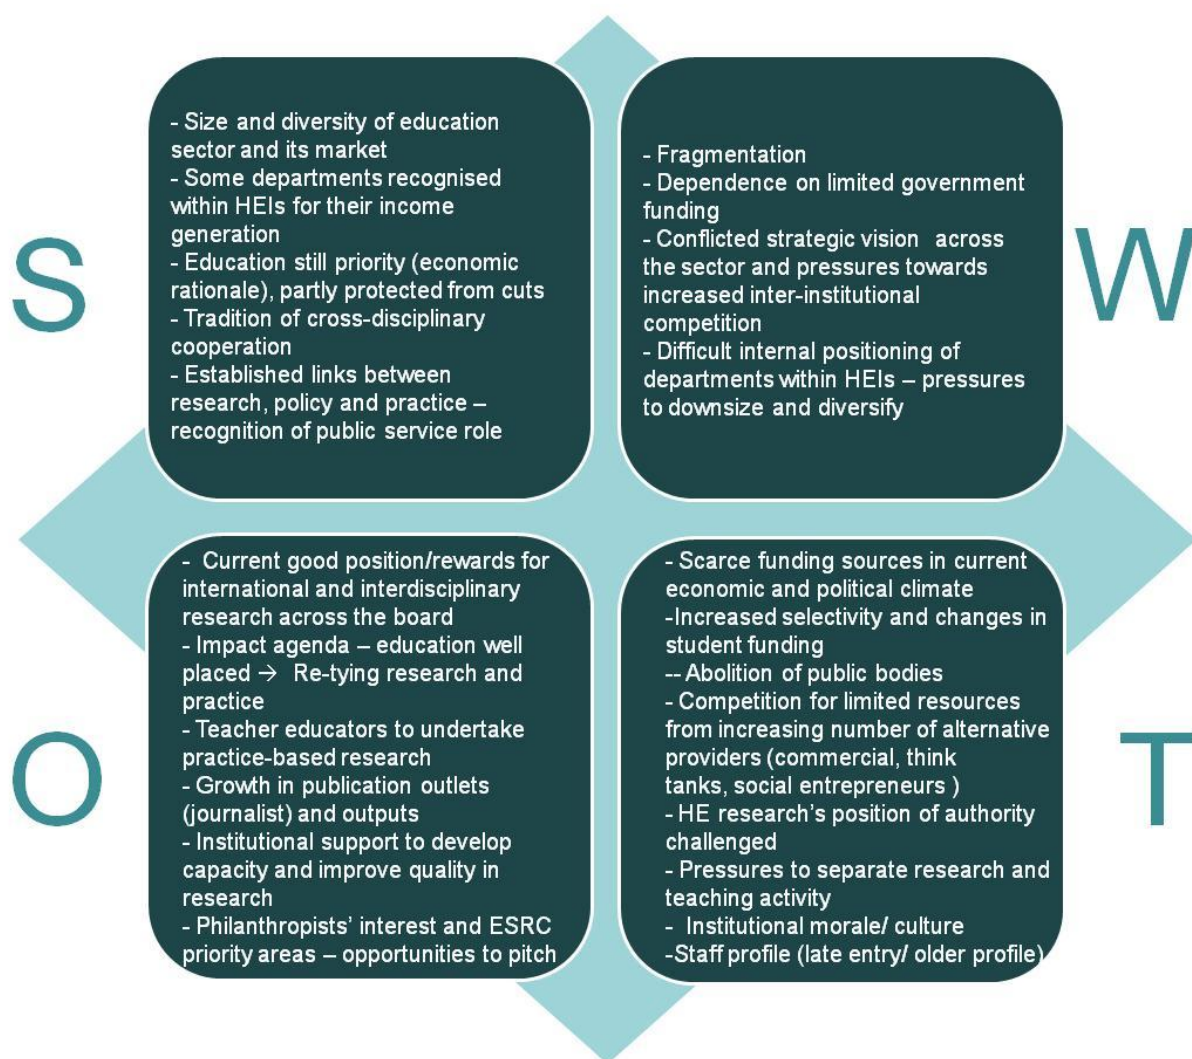 S
- Size and diversity of education
sector and its market
- Some departments recognised
within HEIs for their income
generation
- Education still priority (economic
rationale), partly protected from cuts
- Tradition of cross-disciplinary
cooperation
- Established links between
research, policy and practice –
recognition of public service role
W
- Fragmentation
- Dependence on limited government
funding
- Conflicted strategic vision across
the sector and pressures towards
increased inter-institutional
competition
- Difficult internal positioning of
departments within HEIs – pressures
to downsize and diversify
O
- Current good position/rewards for
international and interdisciplinary
research across the board
- Impact agenda – education well
placed → Re-tying research and
practice
- Teacher educators to undertake
practice-based research
- Growth in publication outlets
(journalist) and outputs
- Institutional support to develop
capacity and improve quality in
research
- Philanthropists' interest and ESRC
priority areas – opportunities to pitch
T
- Scarce funding sources in current
economic and political climate
-Increased selectivity and changes in
student funding
-- Abolition of public bodies
- Competition for limited resources
from increasing number of alternative
providers (commercial, think
tanks, social entrepreneurs )
- HE research's position of authority
challenged
- Pressures to separate research and
teaching activity
- Institutional morale/ culture
-Staff profile (late entry/ older profile)